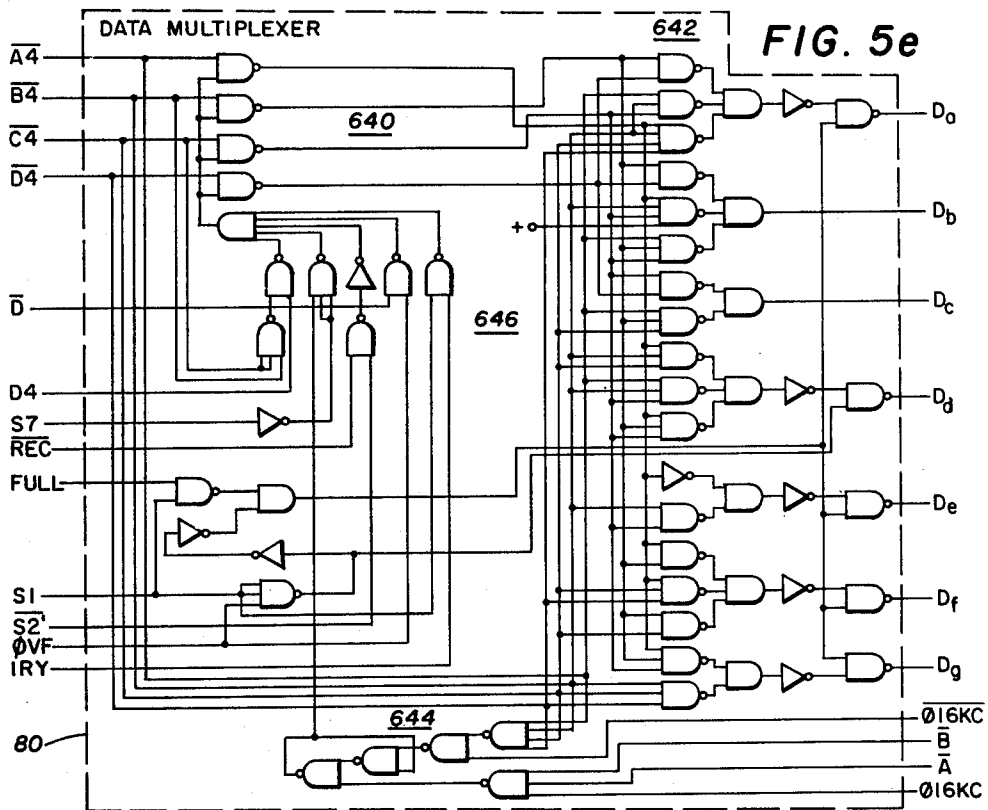 DATA MULTIPLEXER
642
FIG. 5e
A4
B4
640
C4
D4
+
D
646
D4
S7
REC
FULL
S1
S2'
ØVF
IRY
80
644
Da
Db
Dc
Dd
De
Df
Dg
Ø16KC
B
A
Ø16KC